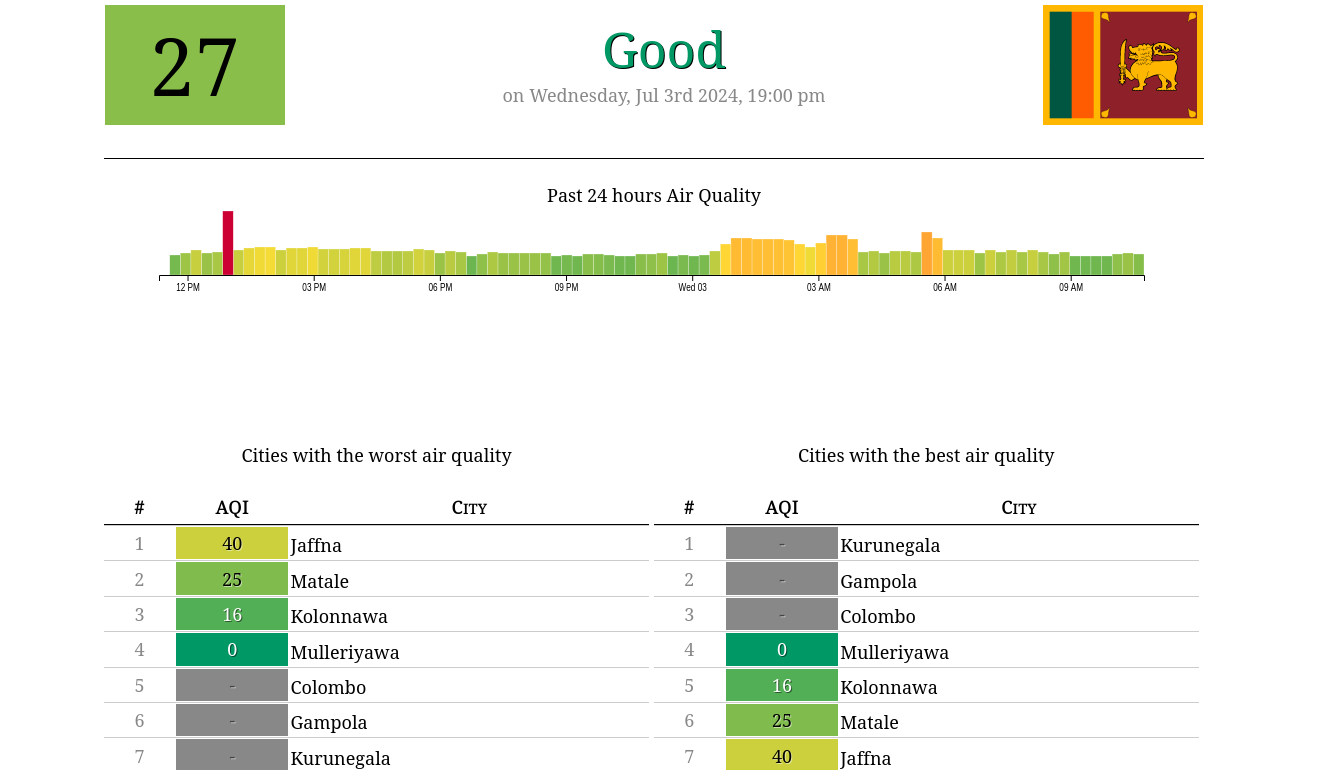 27
Good
on Wednesday, Jul 3rd 2024, 19:00 pm
Past 24 hours Air Quality
12 PM 03 PM 06 PM 09 PM Wed 03 03 AM 06 AM 09 AM
Cities with the worst air quality
# AQI City
1 40 Jaffna
2 25 Matale
3 16 Kolonnawa
4 0 Mulleriyawa
5 - Colombo
6 - Gampola
7 - Kurunegala
Cities with the best air quality
# AQI City
1 - Kurunegala
2 - Gampola
3 - Colombo
4 0 Mulleriyawa
5 16 Kolonnawa
6 25 Matale
7 40 Jaffna